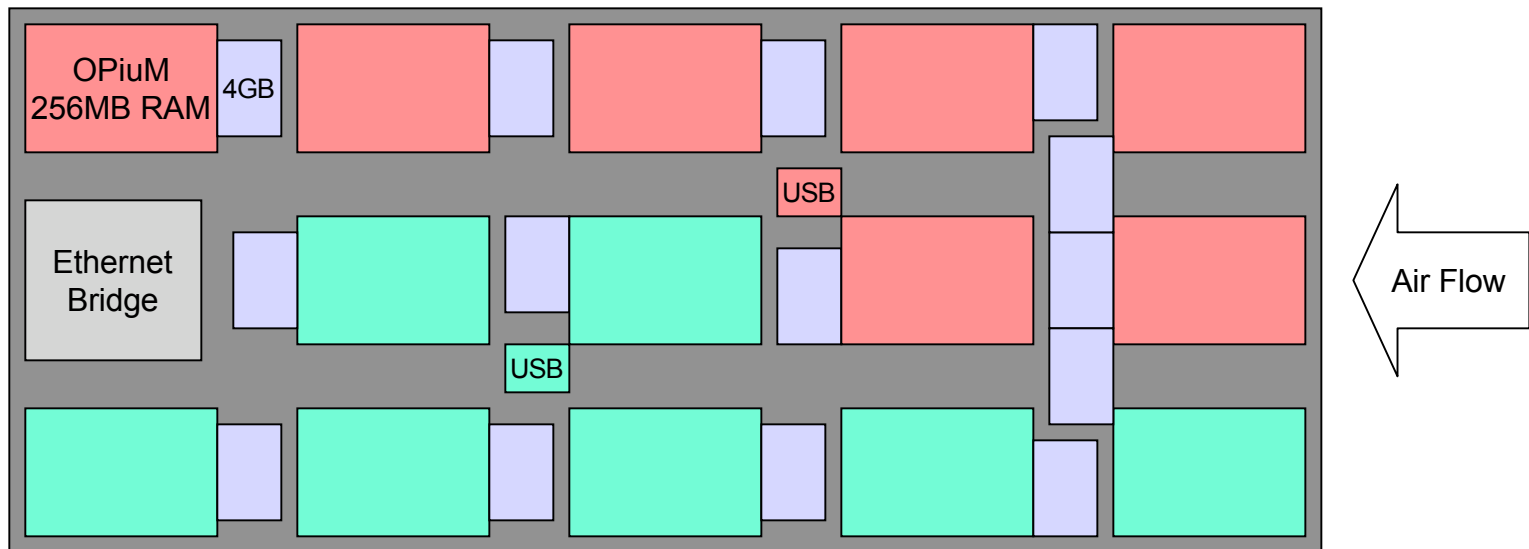 OPiuM
256MB RAM
4GB
USB
Ethernet
Bridge
Air Flow
USB